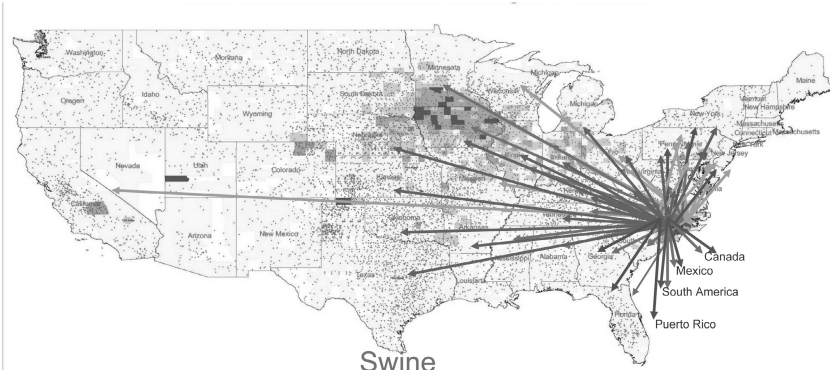 Washington
Montana
North Dakota
Minnesota
Michigan
Maine
Oregon
Idaho
South Dakota
Wisconsin
Michigan
Vermont
New Hampshire
New York
Massachusetts
Connecticut
Massachusetts
Wyoming
Nebraska
Pennsylvania
New Jersey
Nevada
Utah
Colorado
Kansas
California
Oklahoma
Arkansas
Arizona
New Mexico
Mississippi
Alabama
Georgia
Texas
Louisiana
Florida
Canada
Mexico
South America
Puerto Rico
Swine